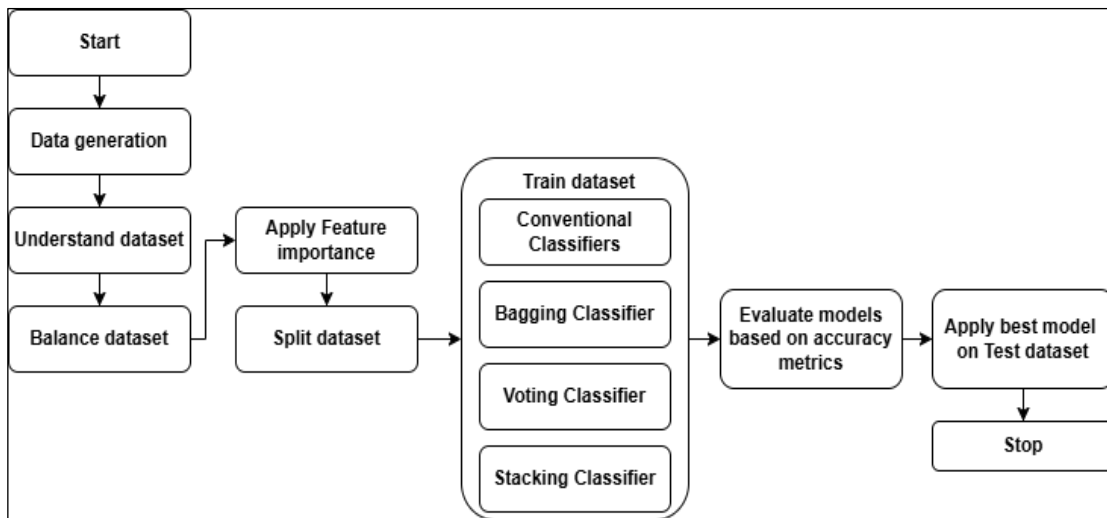 Start
Data generation
Understand dataset
Balance dataset
Apply Feature
importance
Split dataset
Train dataset
Conventional
Classifiers
Bagging Classifier
Voting Classifier
Stacking Classifier
Evaluate models
based on accuracy
metrics
Apply best model
on Test dataset
Stop